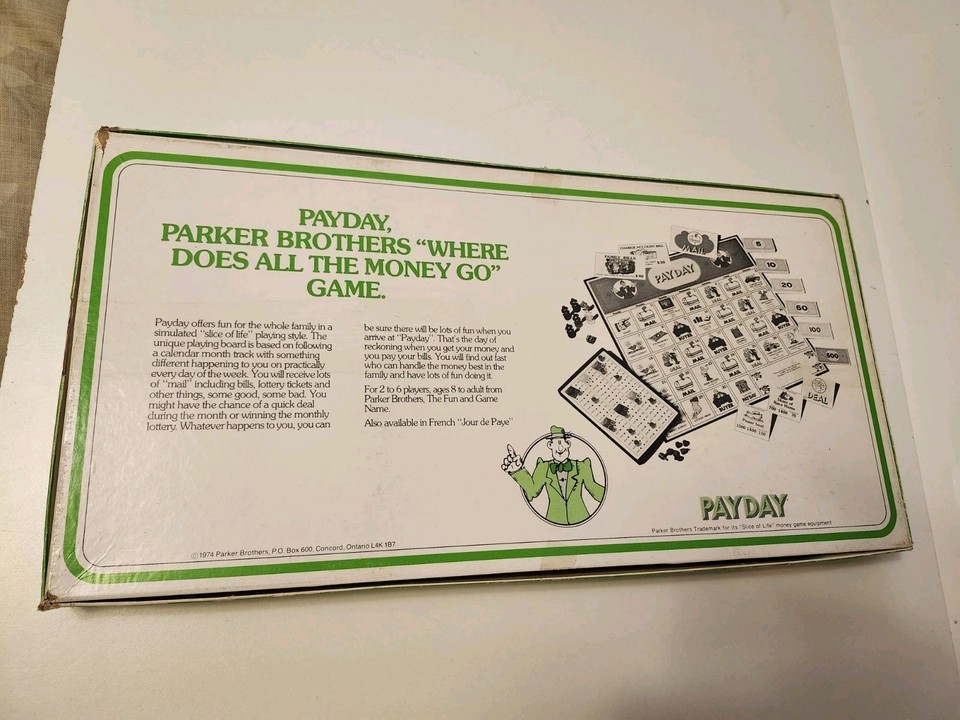 PAYDAY,
PARKER BROTHERS “WHERE
DOES ALL THE MONEY GO”
GAME.
Payday offers fun for the whole family in a
simulated “slice of life” playing style. The
unique playing board is based on following
a calendar month track with something
different happening to you on practically
every day of the week. You will receive lots
of “mail” including bills, lottery tickets and
other things, some good, some bad. You
might have the chance of a quick deal
during the month or winning the monthly
lottery. Whatever happens to you, you can
be sure there will be lots of fun when you
arrive at “Payday”. That's the day of
reckoning when you get your money and
you pay your bills. You will find out fast
who can handle the money best in the
family and have lots of fun doing it.
For 2 to 6 players, ages 8 to adult from
Parker Brothers, The Fun and Game
Name.
Also available in French “Jour de Paye”
MAIL
PAYDAY
5
10
20
50
100
500
DEAL
PAYDAY
Parker Brothers Trademark for its “Slice of Life” money game equipment
©1974 Parker Brothers, P.O. Box 600, Concord, Ontario L4K 1B7